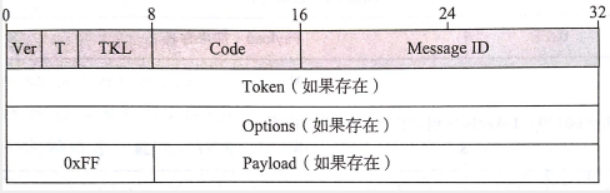 0 8 16 24 32
Ver T TKL Code Message ID
Token（如果存在）
Options（如果存在）
0xFF Payload（如果存在）